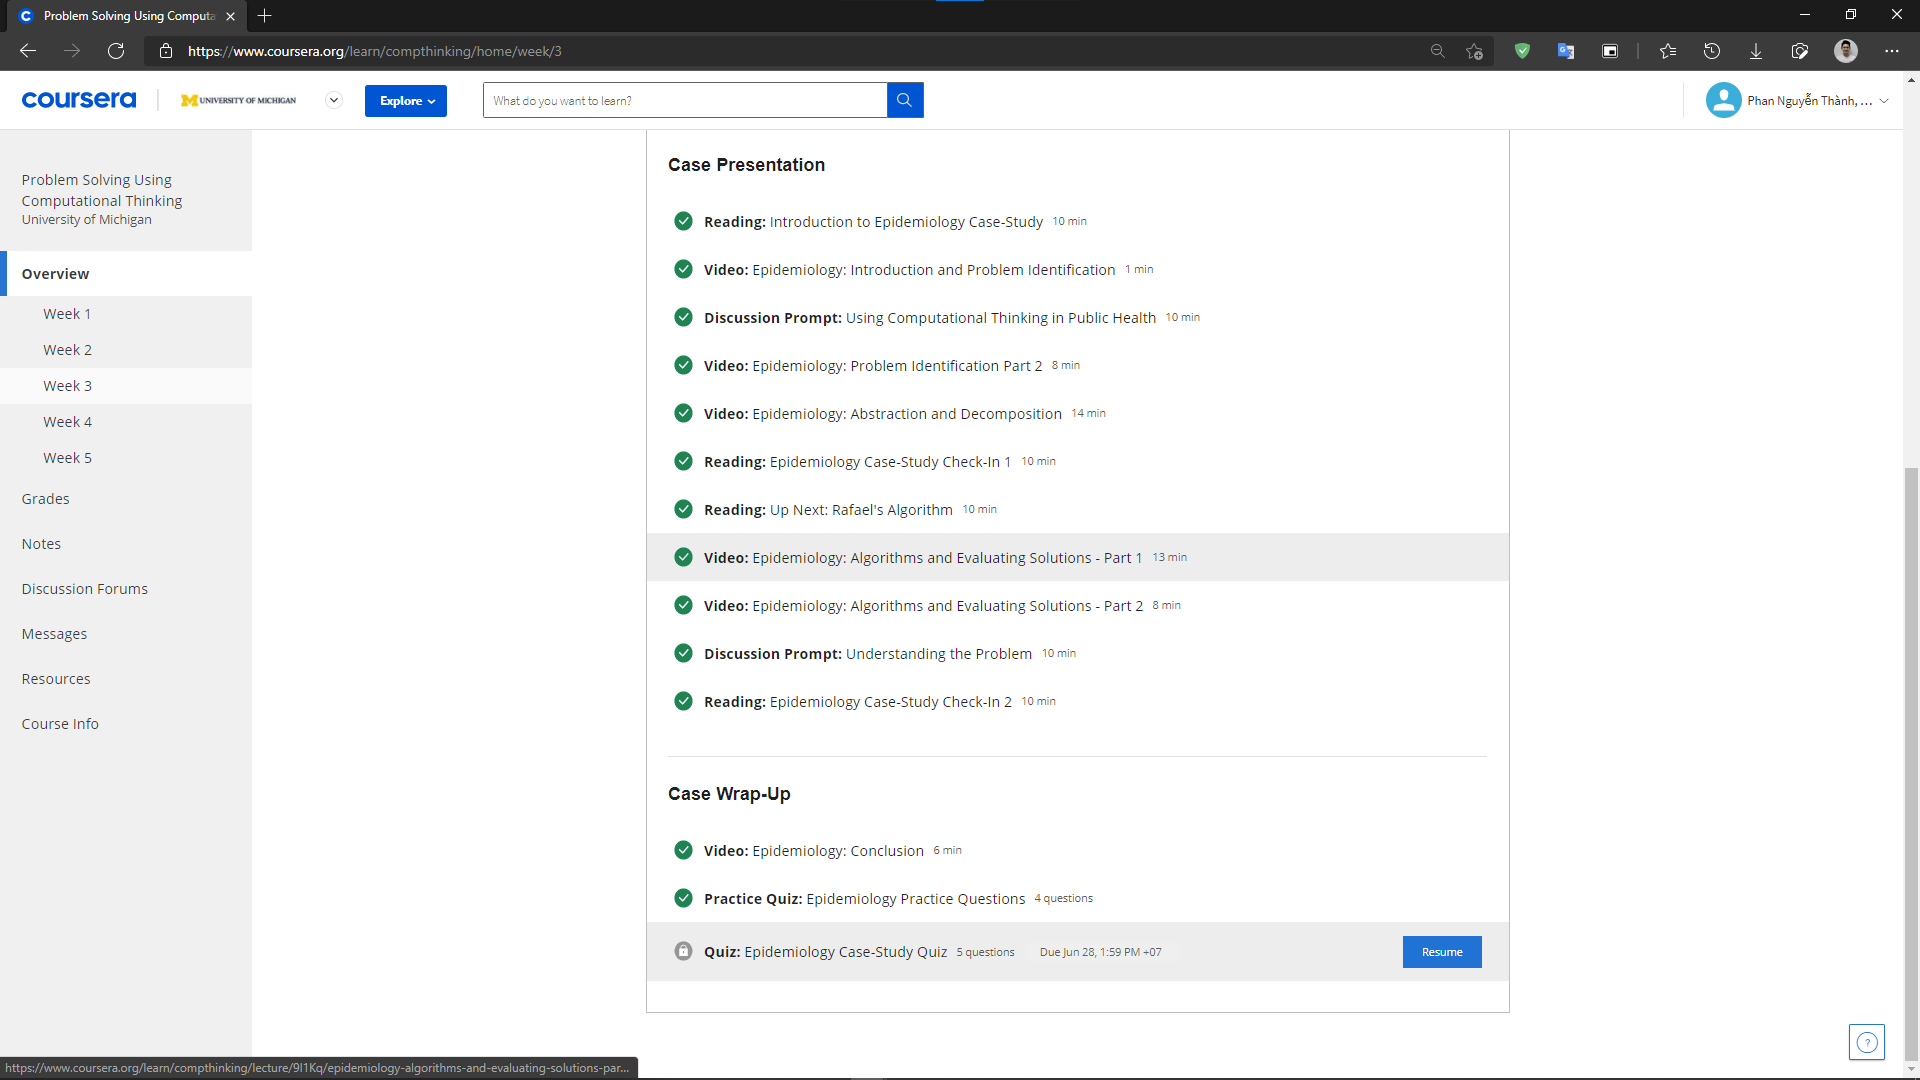 Problem Solving Using Computa
https://www.coursera.org/learn/compthinking/home/week/3
coursera
UNIVERSITY OF MICHIGAN
Explore
What do you want to learn?
Phan Nguyễn Thành, ...
Problem Solving Using
Computational Thinking
University of Michigan
Overview
Week 1
Week 2
Week 3
Week 4
Week 5
Grades
Notes
Discussion Forums
Messages
Resources
Course Info
Case Presentation
Reading: Introduction to Epidemiology Case-Study 10 min
Video: Epidemiology: Introduction and Problem Identification 1 min
Discussion Prompt: Using Computational Thinking in Public Health 10 min
Video: Epidemiology: Problem Identification Part 2 8 min
Video: Epidemiology: Abstraction and Decomposition 14 min
Reading: Epidemiology Case-Study Check-In 1 10 min
Reading: Up Next: Rafael's Algorithm 10 min
Video: Epidemiology: Algorithms and Evaluating Solutions - Part 1 13 min
Video: Epidemiology: Algorithms and Evaluating Solutions - Part 2 8 min
Discussion Prompt: Understanding the Problem 10 min
Reading: Epidemiology Case-Study Check-In 2 10 min
Case Wrap-Up
Video: Epidemiology: Conclusion 6 min
Practice Quiz: Epidemiology Practice Questions 4 questions
Quiz: Epidemiology Case-Study Quiz 5 questions Due Jun 28, 1:59 PM +07 Resume
https://www.coursera.org/learn/compthinking/lecture/9I1Kq/epidemiology-algorithms-and-evaluating-solutions-par...